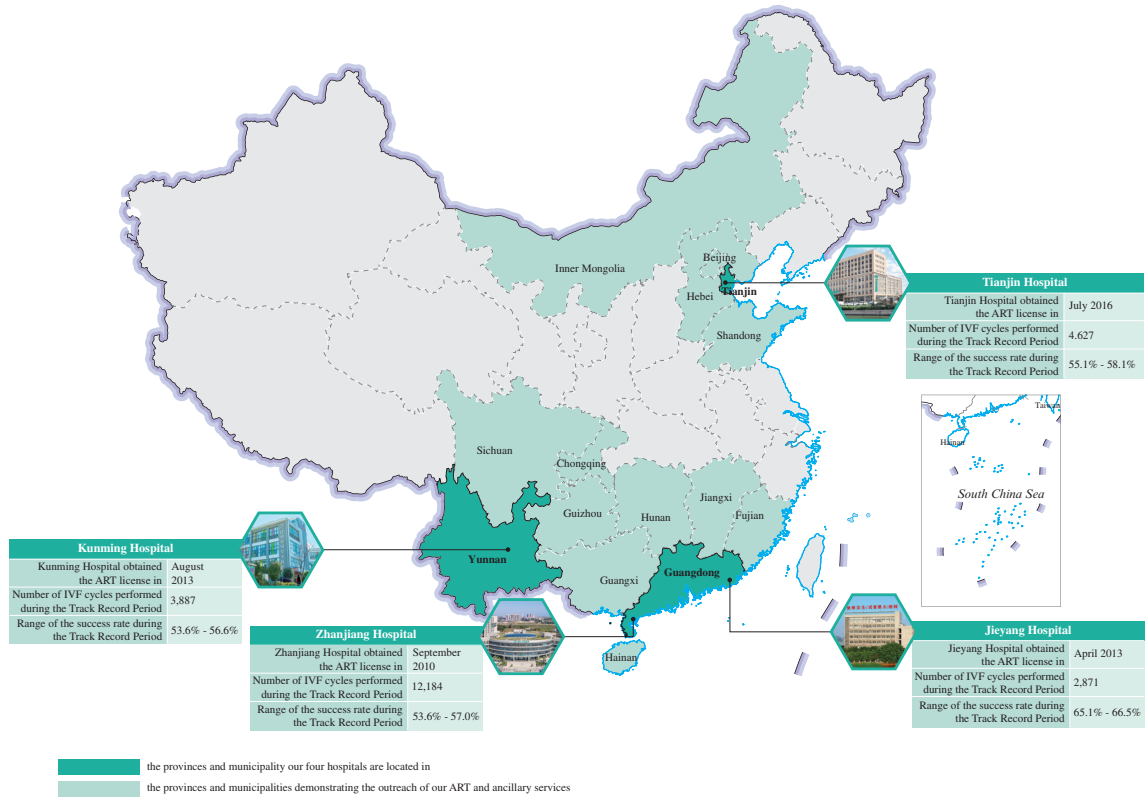 Inner Mongolia
Beijing
Tianjin
Hebei
Shandong
Sichuan
Chongqing
Guizhou
Hunan
Jiangxi
Fujian
Yunnan
Guangxi
Guangdong
Hainan
Tianjin Hospital
Tianjin Hospital obtained
the ART license in
July 2016
Number of IVF cycles performed
during the Track Record Period
4.627
Range of the success rate during
the Track Record Period
55.1% - 58.1%
Taiwan
Hainan
South China Sea
Kunming Hospital
Kunming Hospital obtained
the ART license in
August
2013
Number of IVF cycles performed
during the Track Record Period
3,887
Range of the success rate during
the Track Record Period
53.6% - 56.6%
Zhanjiang Hospital
Zhanjiang Hospital obtained
the ART license in
September
2010
Number of IVF cycles performed
during the Track Record Period
12,184
Range of the success rate during
the Track Record Period
53.6% - 57.0%
Jieyang Hospital
Jieyang Hospital obtained
the ART license in
April 2013
Number of IVF cycles performed
during the Track Record Period
2,871
Range of the success rate during
the Track Record Period
65.1% - 66.5%
the provinces and municipality our four hospitals are located in
the provinces and municipalities demonstrating the outreach of our ART and ancillary services